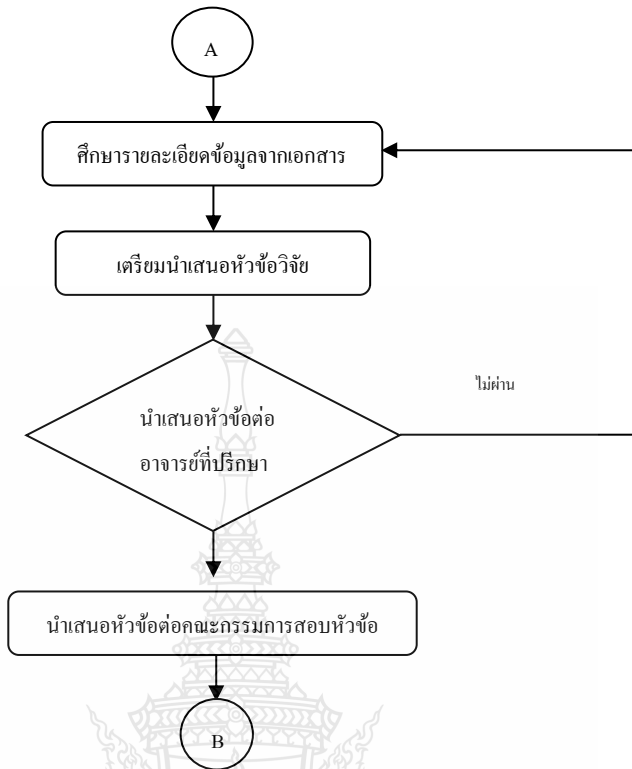 A
ศึกษารายละเอียดข้อมูลจากเอกสาร
เตรียมนำเสนอหัวข้อวิจัย
ไม่ผ่าน
นำเสนอหัวข้อต่อ
อาจารย์ที่ปรึกษา
นำเสนอหัวข้อต่อคณะกรรมการสอบหัวข้อ
B